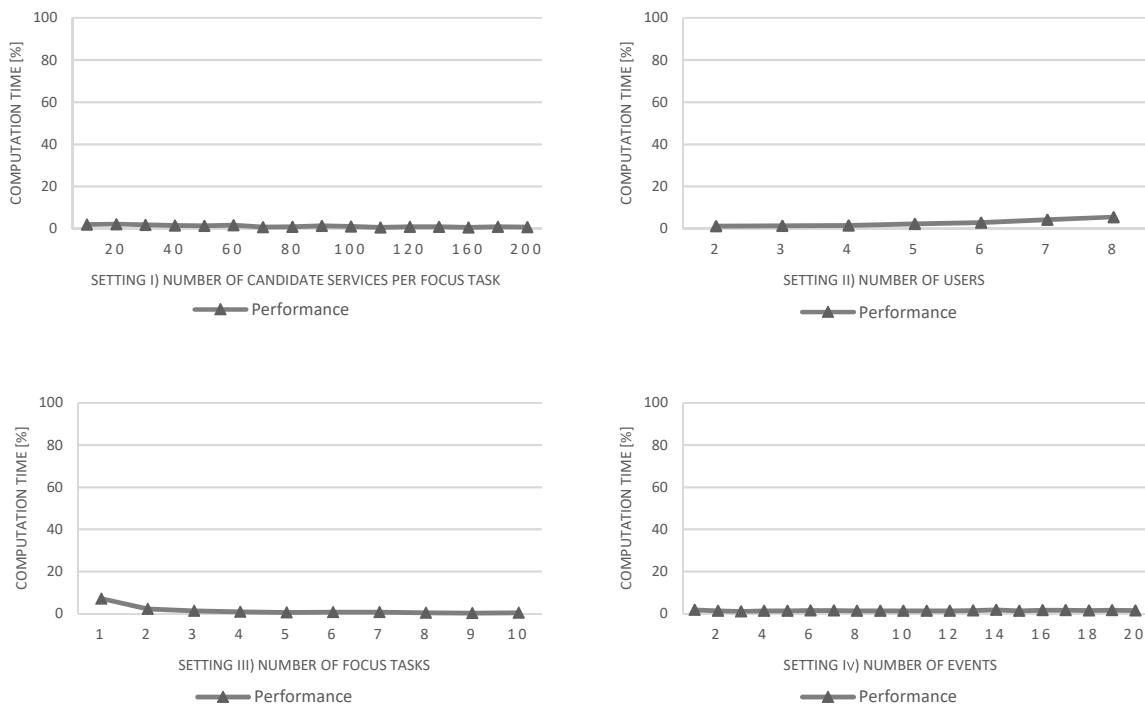 100
80
60
40
20
0
COMPUTATION TIME [%]
20 40 60 80 100 120 160 200
SETTING I) NUMBER OF CANDIDATE SERVICES PER FOCUS TASK
Performance
100
80
60
40
20
0
COMPUTATION TIME [%]
2 3 4 5 6 7 8
SETTING II) NUMBER OF USERS
Performance
100
80
60
40
20
0
COMPUTATION TIME [%]
1 2 3 4 5 6 7 8 9 10
SETTING III) NUMBER OF FOCUS TASKS
Performance
100
80
60
40
20
0
COMPUTATION TIME [%]
2 4 6 8 10 12 14 16 18 20
SETTING Iv) NUMBER OF EVENTS
Performance